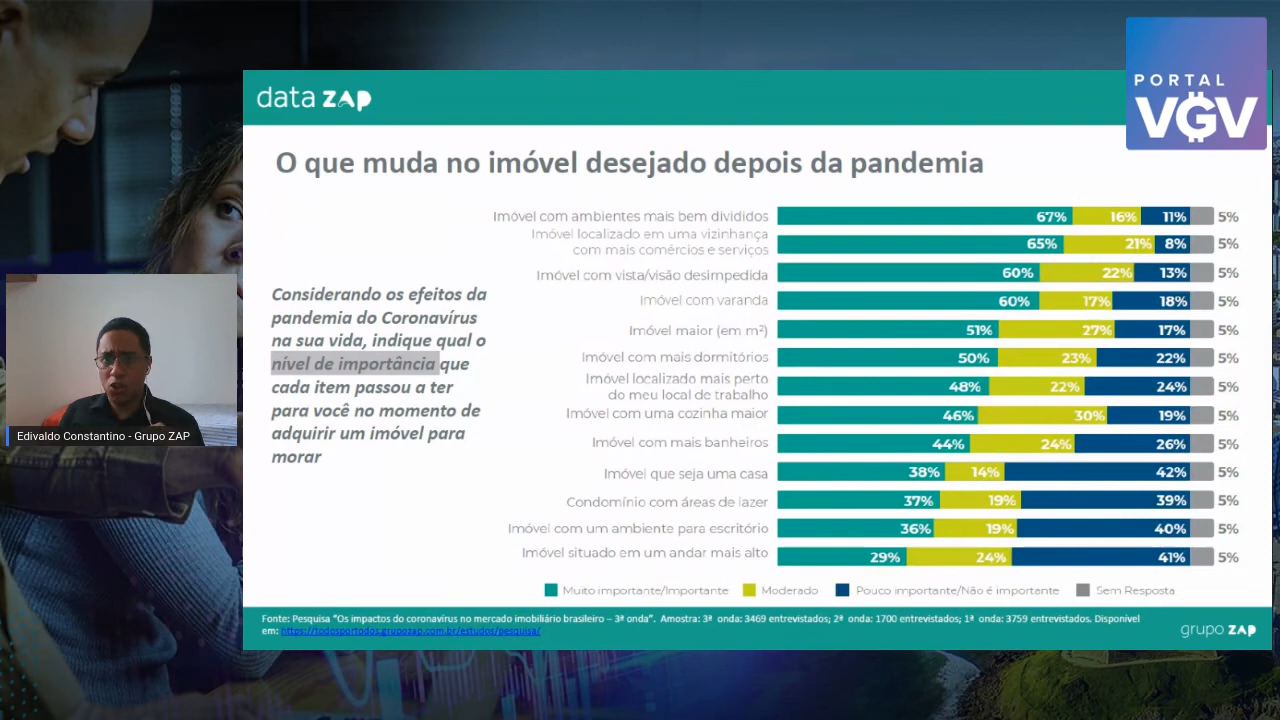 PORTAL
VGV
data ZAP
O que muda no imóvel desejado depois da pandemia
Considerando os efeitos da
pandemia do Coronavírus
na sua vida, indique qual o
nível de importância que
cada item passou a ter
para você no momento de
adquirir um imóvel para
morar
Imóvel com ambientes mais bem divididos 67% 16% 11% 5%
Imóvel localizado em uma vizinhança
com mais comércios e serviços 65% 21% 8% 5%
Imóvel com vista/visão desimpedida 60% 22% 13% 5%
Imóvel com varanda 60% 17% 18% 5%
Imóvel maior (em m²) 51% 27% 17% 5%
Imóvel com mais dormitórios 50% 23% 22% 5%
Imóvel localizado mais perto
do meu local de trabalho 48% 22% 24% 5%
Imóvel com uma cozinha maior 46% 30% 19% 5%
Imóvel com mais banheiros 44% 24% 26% 5%
Imóvel que seja uma casa 38% 14% 42% 5%
Condomínio com áreas de lazer 37% 19% 39% 5%
Imóvel com um ambiente para escritório 36% 19% 40% 5%
Imóvel situado em um andar mais alto 29% 24% 41% 5%
Muito importante/Importante Moderado Pouco importante/Não é importante Sem Resposta
Fonte: Pesquisa "Os impactos do coronavírus no mercado imobiliário brasileiro – 3ª onda". Amostra: 3ª onda: 3469 entrevistados; 2ª onda: 1700 entrevistados; 1ª onda: 3759 entrevistados. Disponível
em: https://todosportodos.grupozap.com.br/estudos/pesquisa/
grupo ZAP
Edivaldo Constantino - Grupo ZAP